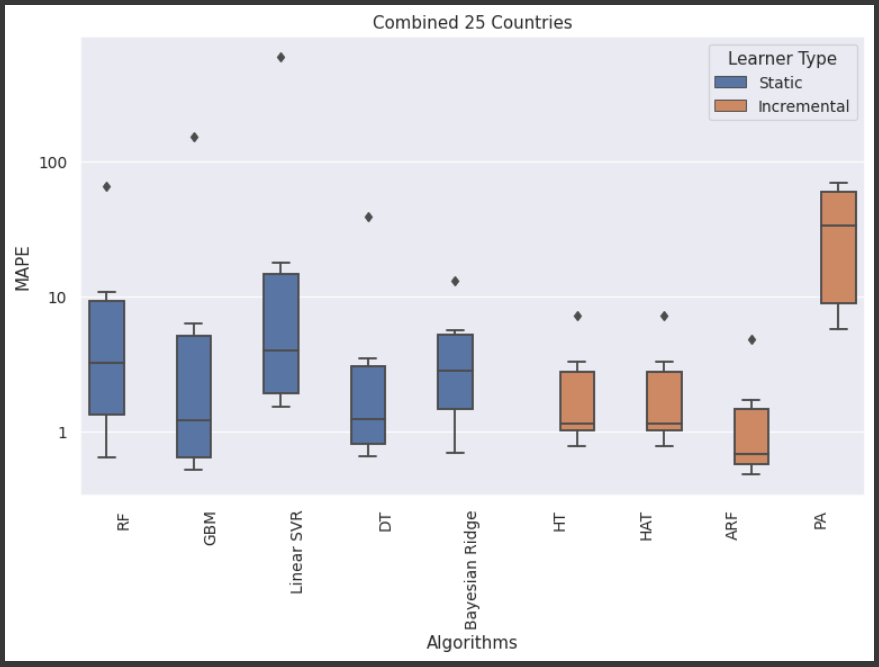 Combined 25 Countries
Learner Type
Static
Incremental
100
10
1
MAPE
RF
GBM
Linear SVR
DT
Bayesian Ridge
HT
HAT
ARF
PA
Algorithms